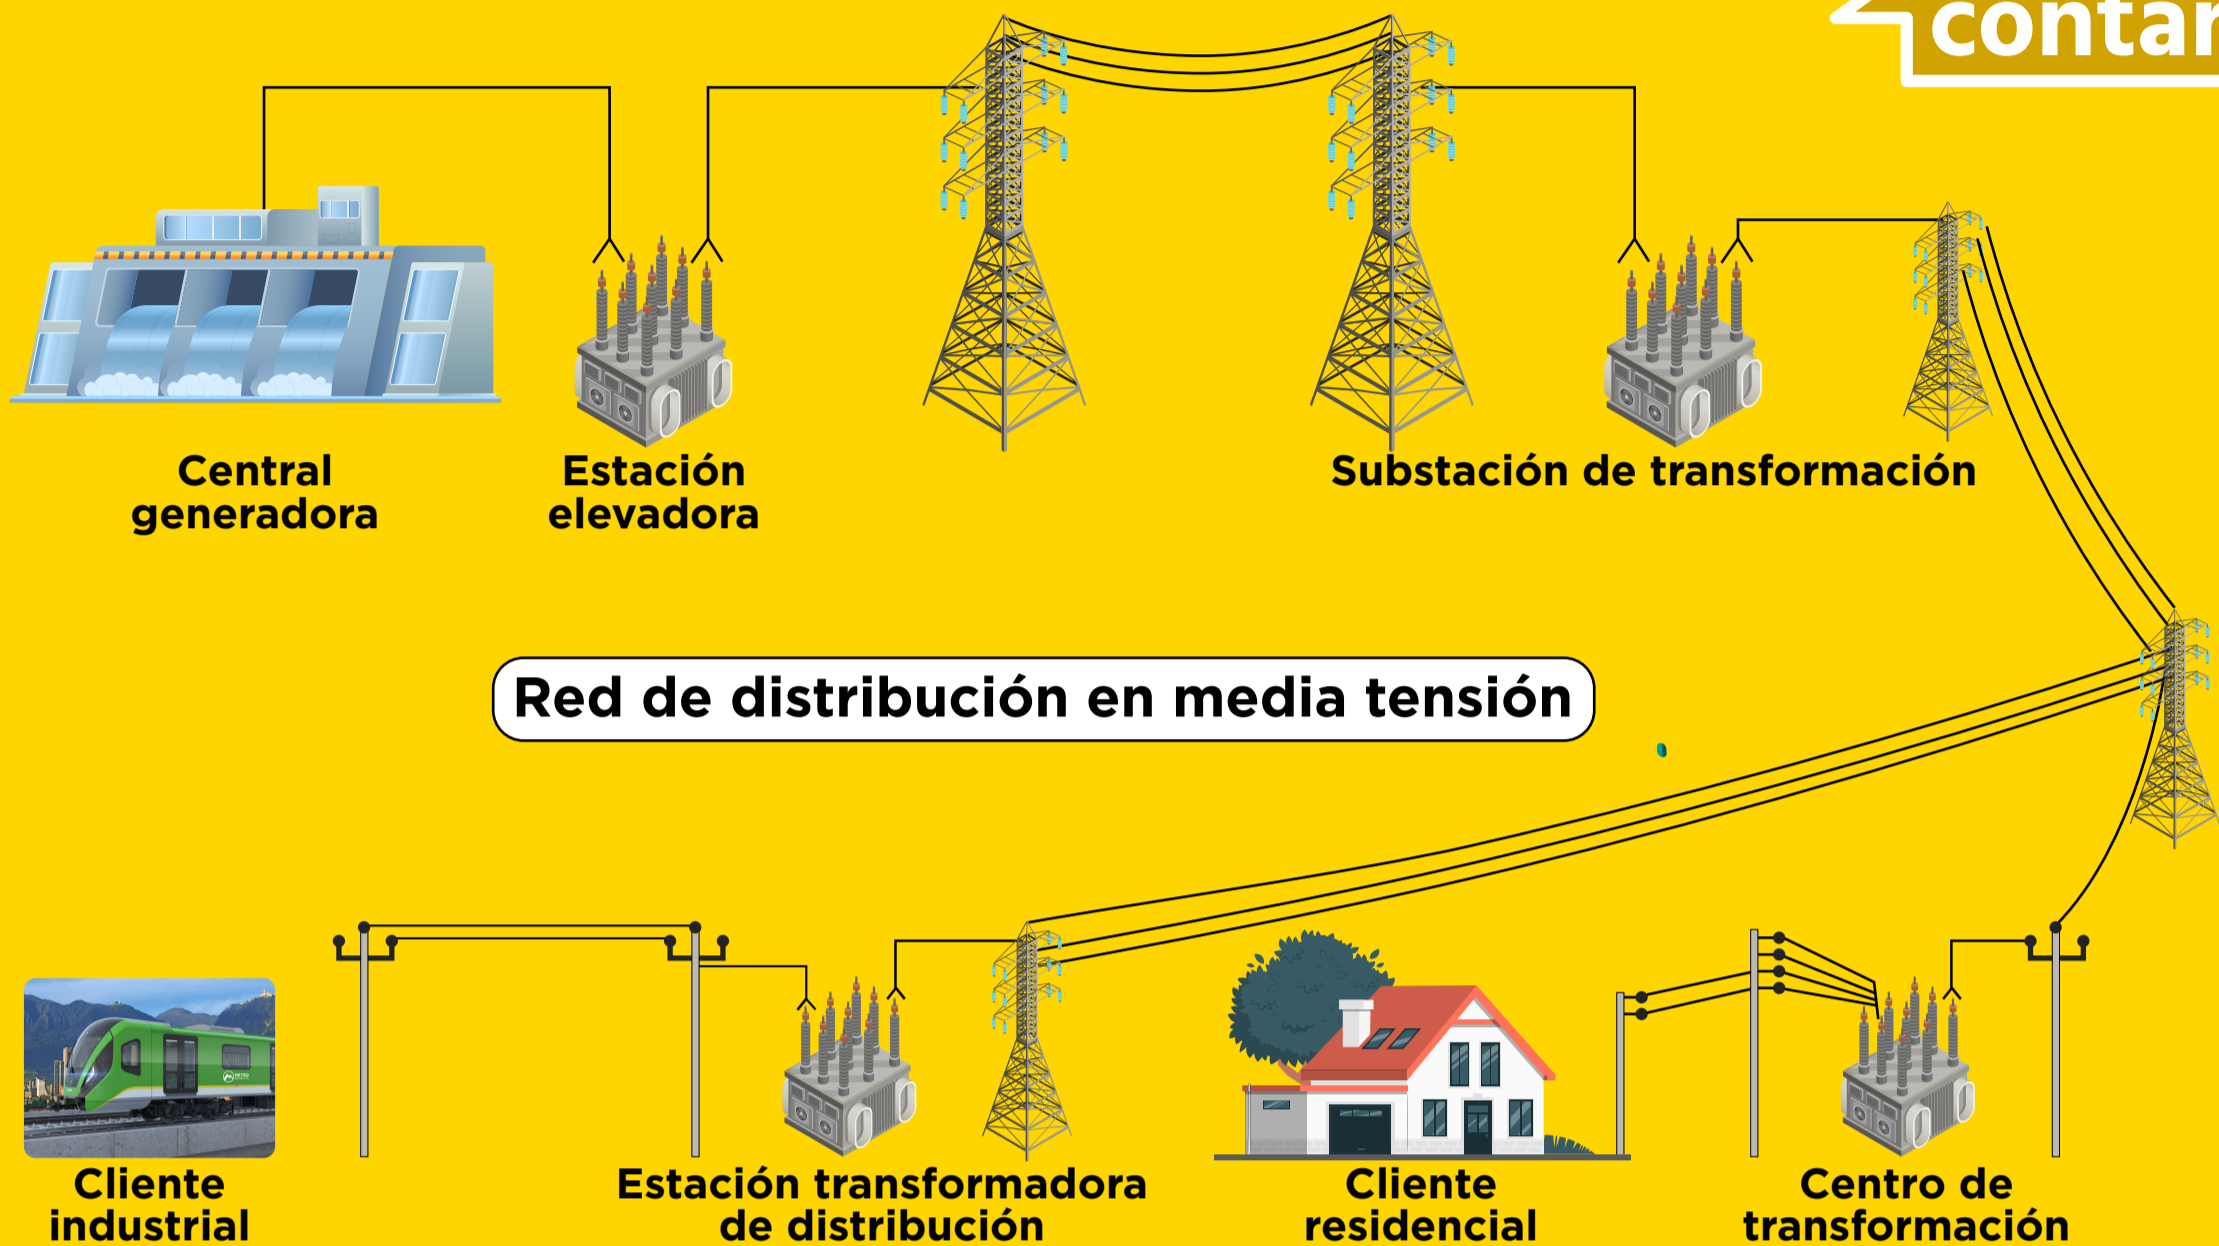 contar
Central
generadora
Estación
elevadora
Substación de transformación
Red de distribución en media tensión
Cliente
industrial
Estación transformadora
de distribución
Cliente
residencial
Centro de
transformación